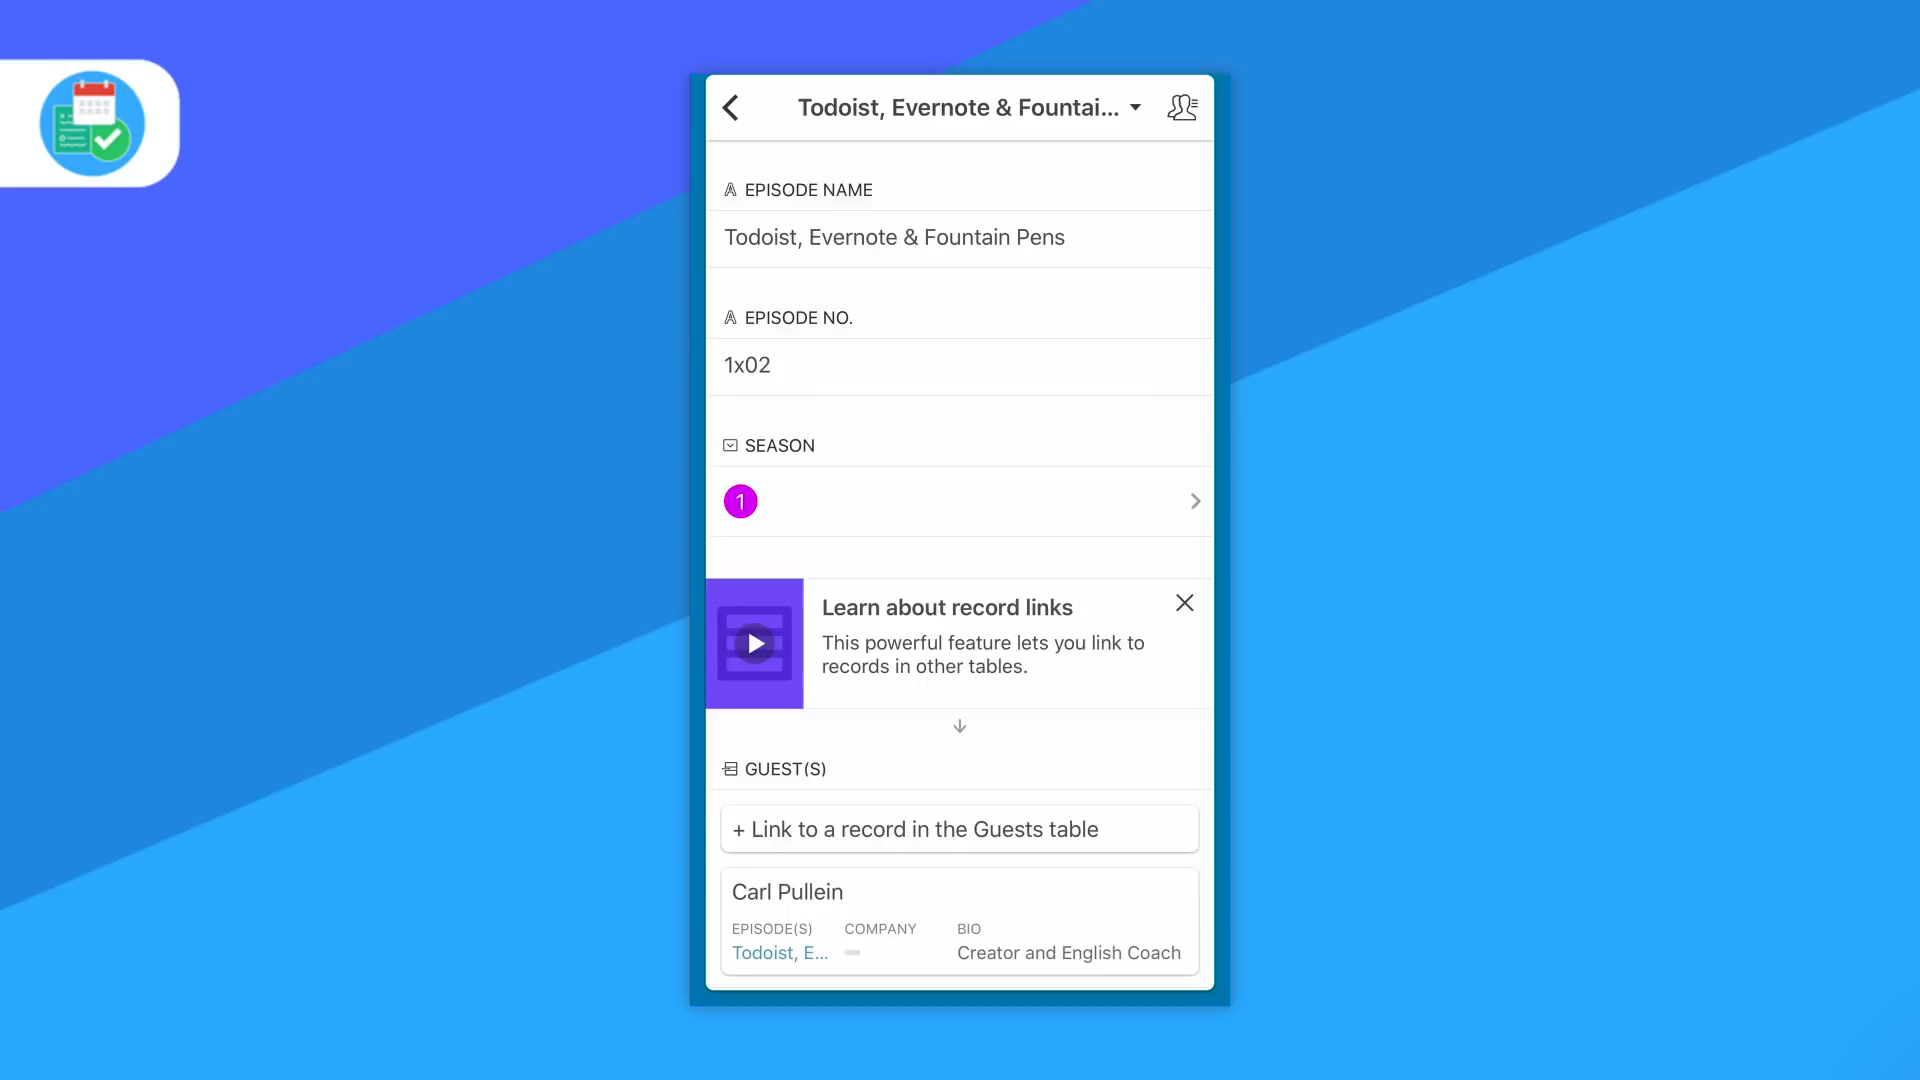 Todoist, Evernote & Fountai...
EPISODE NAME
Todoist, Evernote & Fountain Pens
EPISODE NO.
1x02
SEASON
1
Learn about record links
This powerful feature lets you link to
records in other tables.
GUEST(S)
+ Link to a record in the Guests table
Carl Pullein
EPISODE(S) COMPANY BIO
Todoist, E... Creator and English Coach